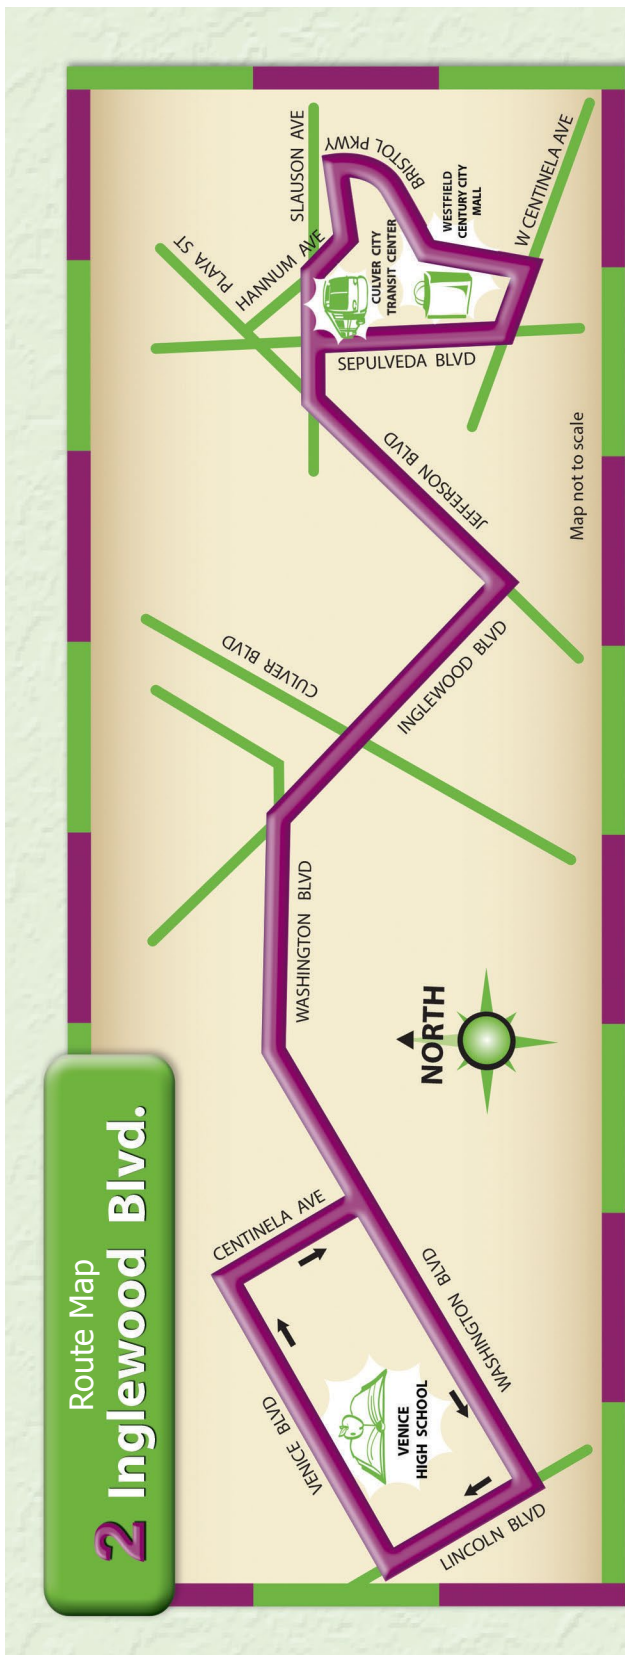 Route Map
2 Inglewood Blvd.
SLAUSON AVE
BRISTOL PKWY
PLAYA ST
HANNUM AVE
CULVER CITY
TRANSIT CENTER
WESTFIELD
CENTURY CITY
MALL
W CENTINELA AVE
SEPULVEDA BLVD
JEFFERSON BLVD
Map not to scale
CULVER BLVD
INGLEWOOD BLVD
WASHINGTON BLVD
NORTH
CENTINELA AVE
WASHINGTON BLVD
VENICE BLVD
VENICE
HIGH SCHOOL
LINCOLN BLVD